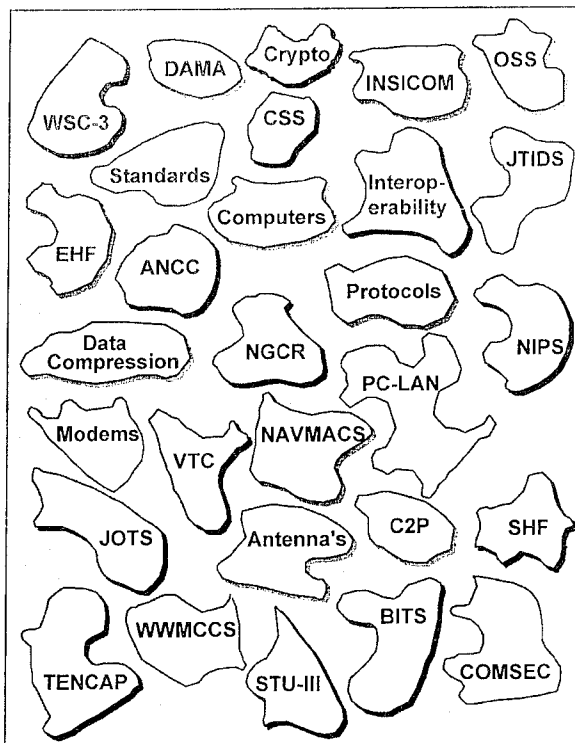 DAMA
Crypto
OSS
INSICOM
WSC-3
CSS
Standards
Interop-
erability
JTIDS
Computers
EHF
ANCC
Protocols
Data
Compression
NGCR
NIPS
PC-LAN
Modems
VTC
NAVMACS
JOTS
Antenna's
C2P
SHF
WWMCCS
BITS
TENCAP
STU-III
COMSEC